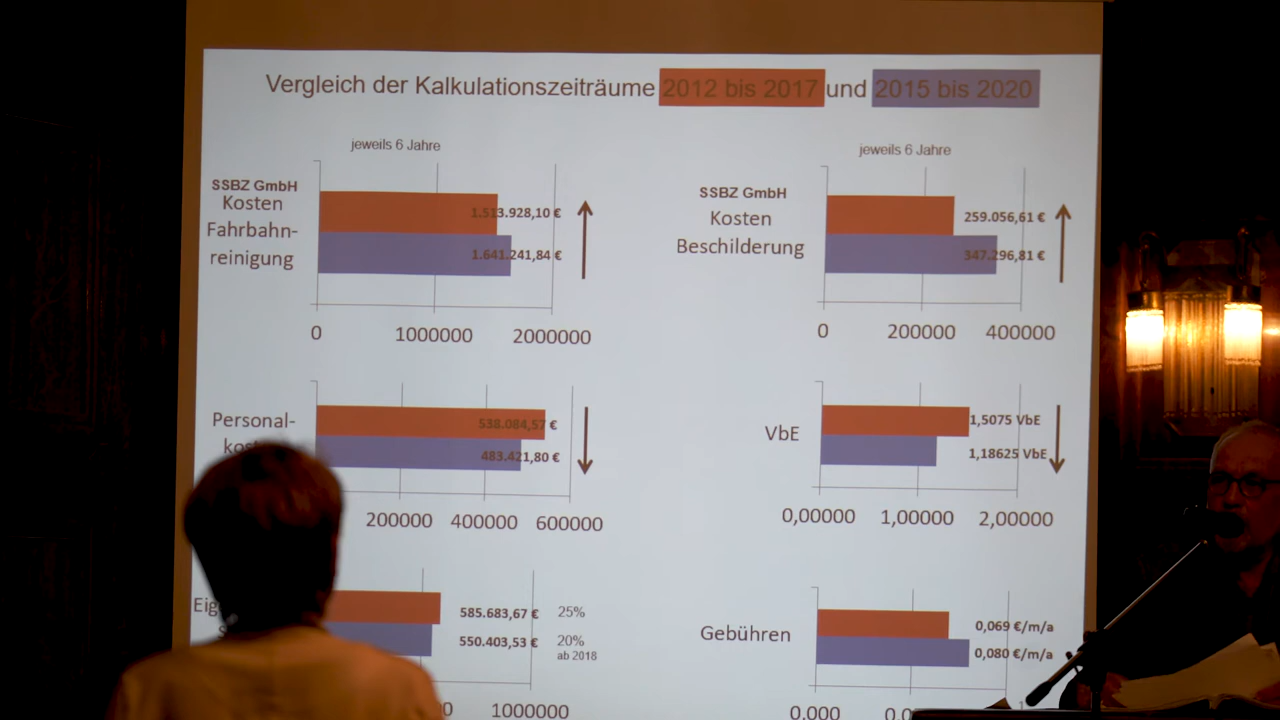 Vergleich der Kalkulationszeiträume 2012 bis 2017 und 2015 bis 2020
jeweils 6 Jahre
SSBZ GmbH
Kosten
Fahrbahn-
reinigung
1.513.928,10 €
1.641.241,84 €
0 1000000 2000000
jeweils 6 Jahre
SSBZ GmbH
Kosten
Beschilderung
259.056,61 €
347.296,81 €
0 200000 400000
Personal-
538.084,57 €
483.421,80 €
200000 400000 600000
VbE
1,5075 VbE
1,18625 VbE
0,00000 1,00000 2,00000
585.683,67 € 25%
550.403,53 € 20%
ab 2018
1000000
Gebühren
0,069 €/m/a
0,080 €/m/a
0,000